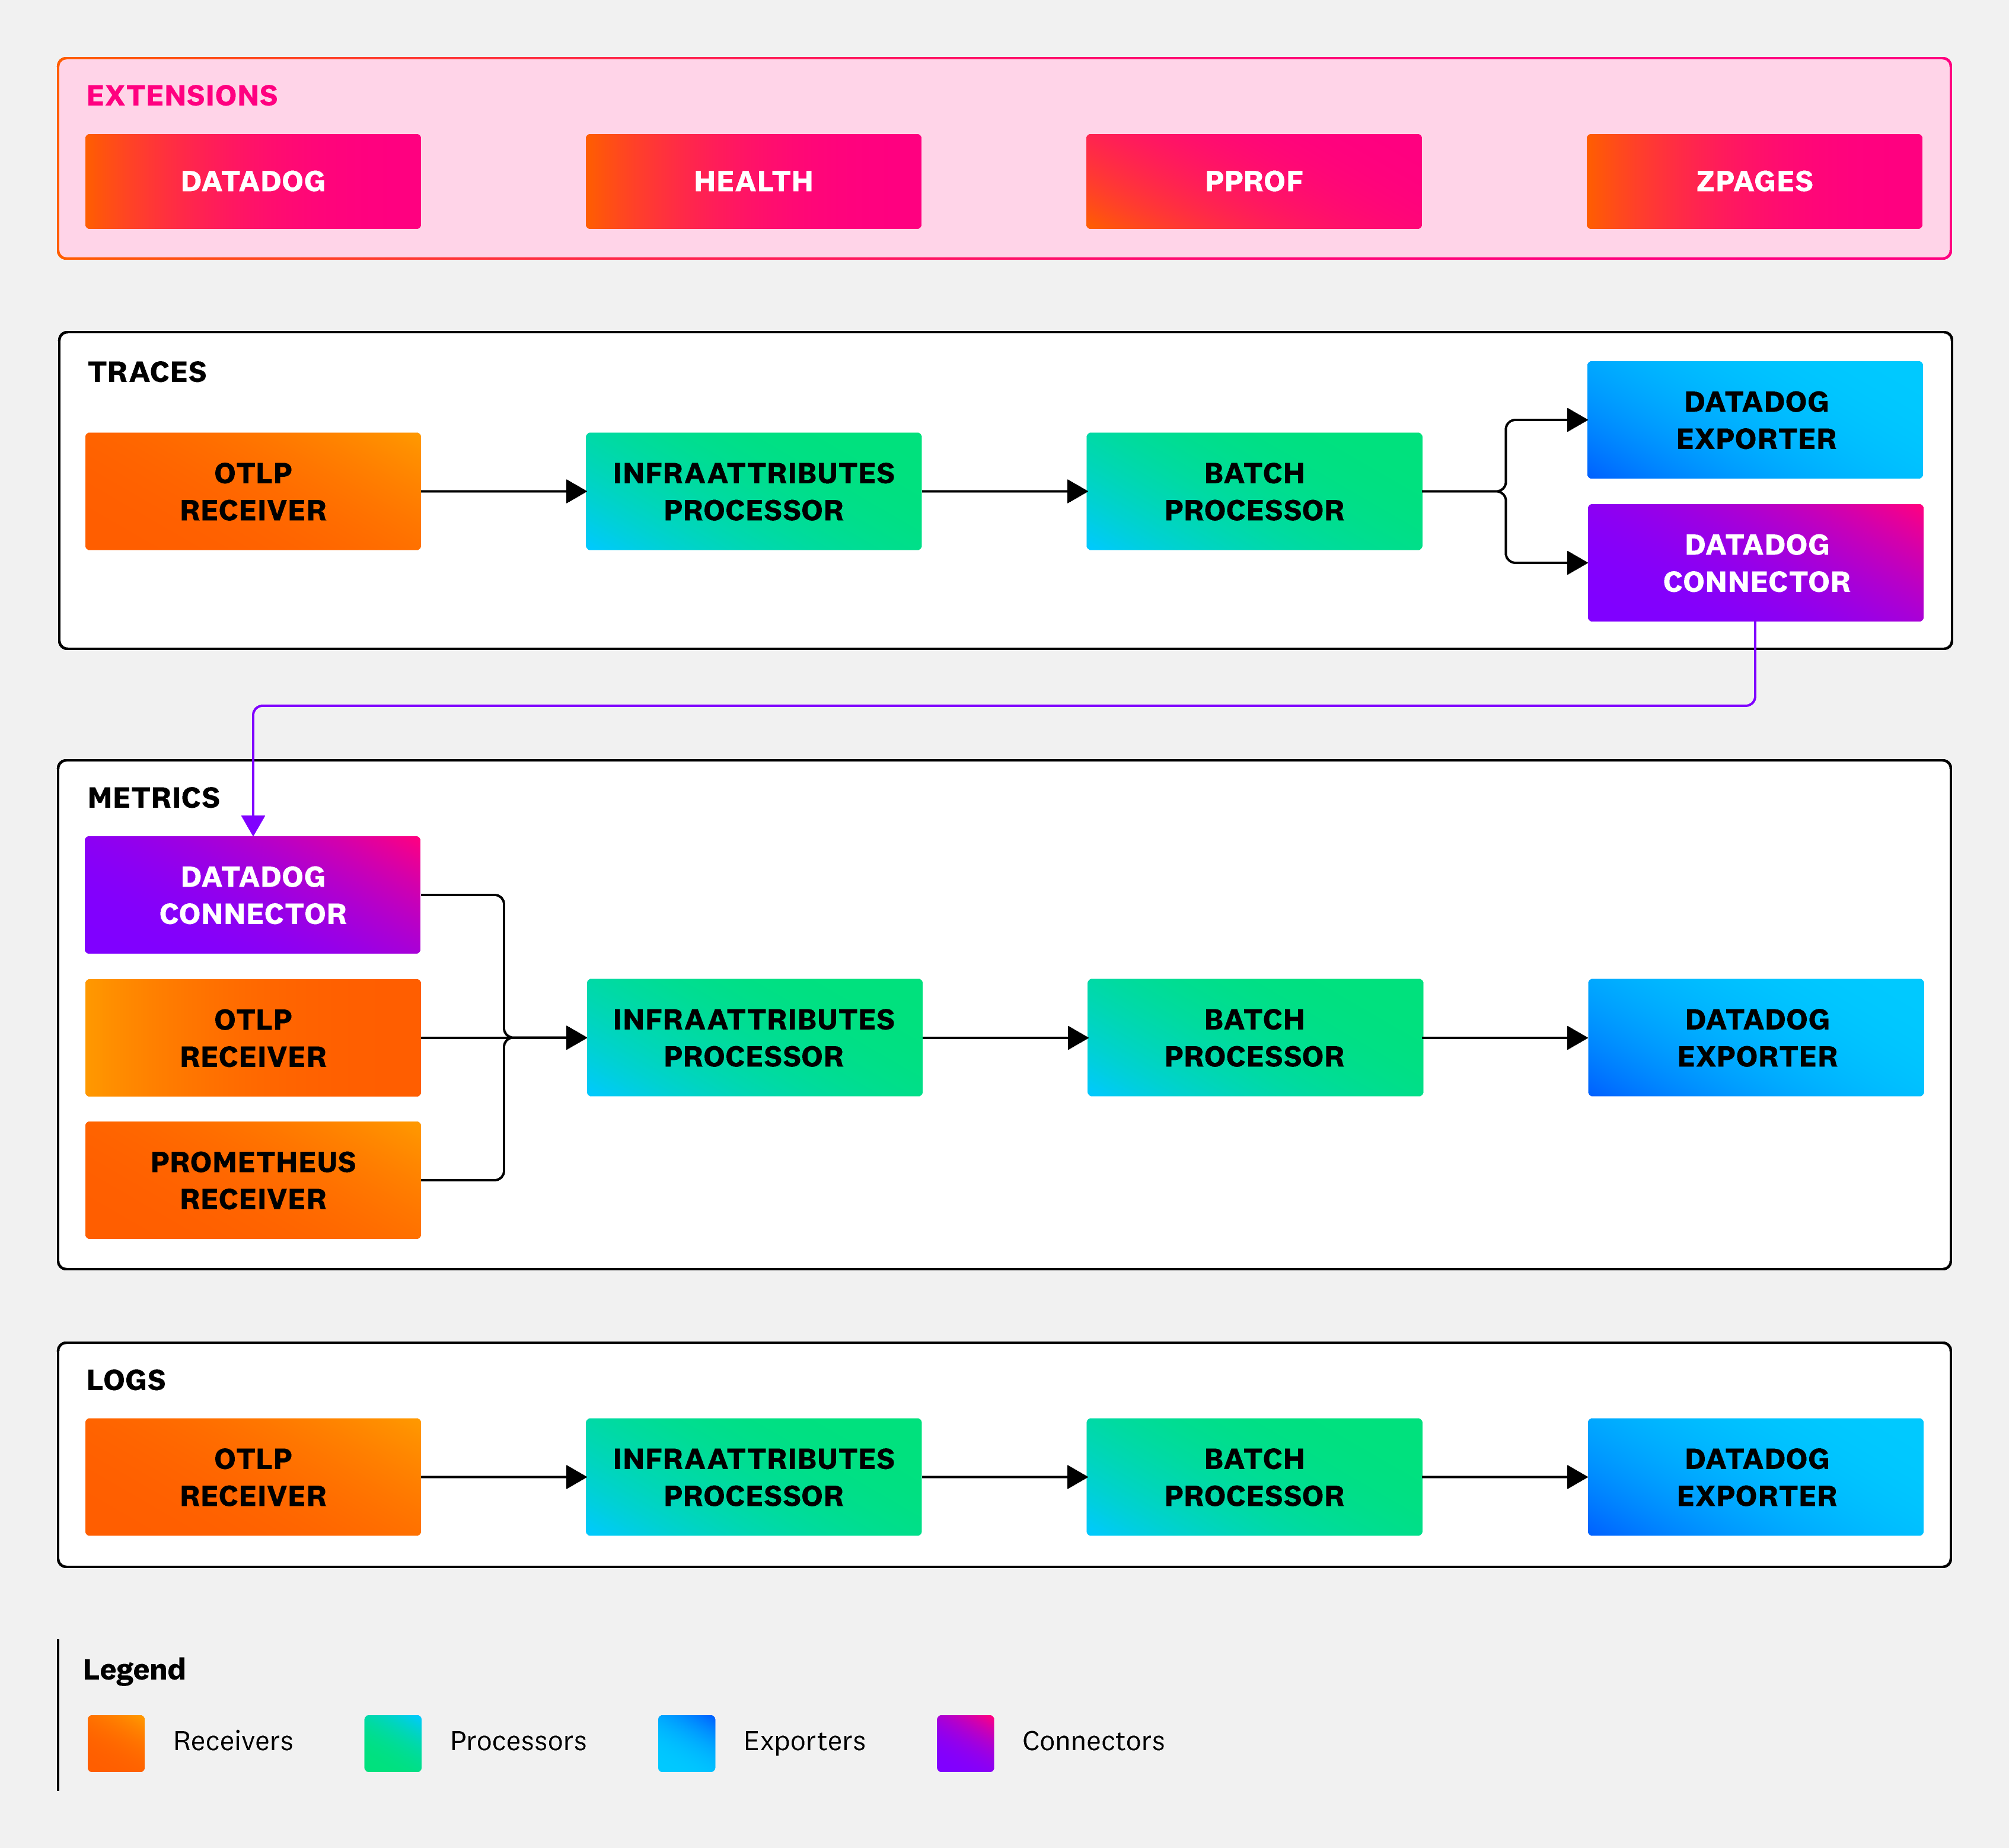 EXTENSIONS
DATADOG
HEALTH
PPROF
ZPAGES
TRACES
OTLP
RECEIVER
INFRAATTRIBUTES
PROCESSOR
BATCH
PROCESSOR
DATADOG
EXPORTER
DATADOG
CONNECTOR
METRICS
DATADOG
CONNECTOR
OTLP
RECEIVER
PROMETHEUS
RECEIVER
INFRAATTRIBUTES
PROCESSOR
BATCH
PROCESSOR
DATADOG
EXPORTER
LOGS
OTLP
RECEIVER
INFRAATTRIBUTES
PROCESSOR
BATCH
PROCESSOR
DATADOG
EXPORTER
Legend
Receivers
Processors
Exporters
Connectors